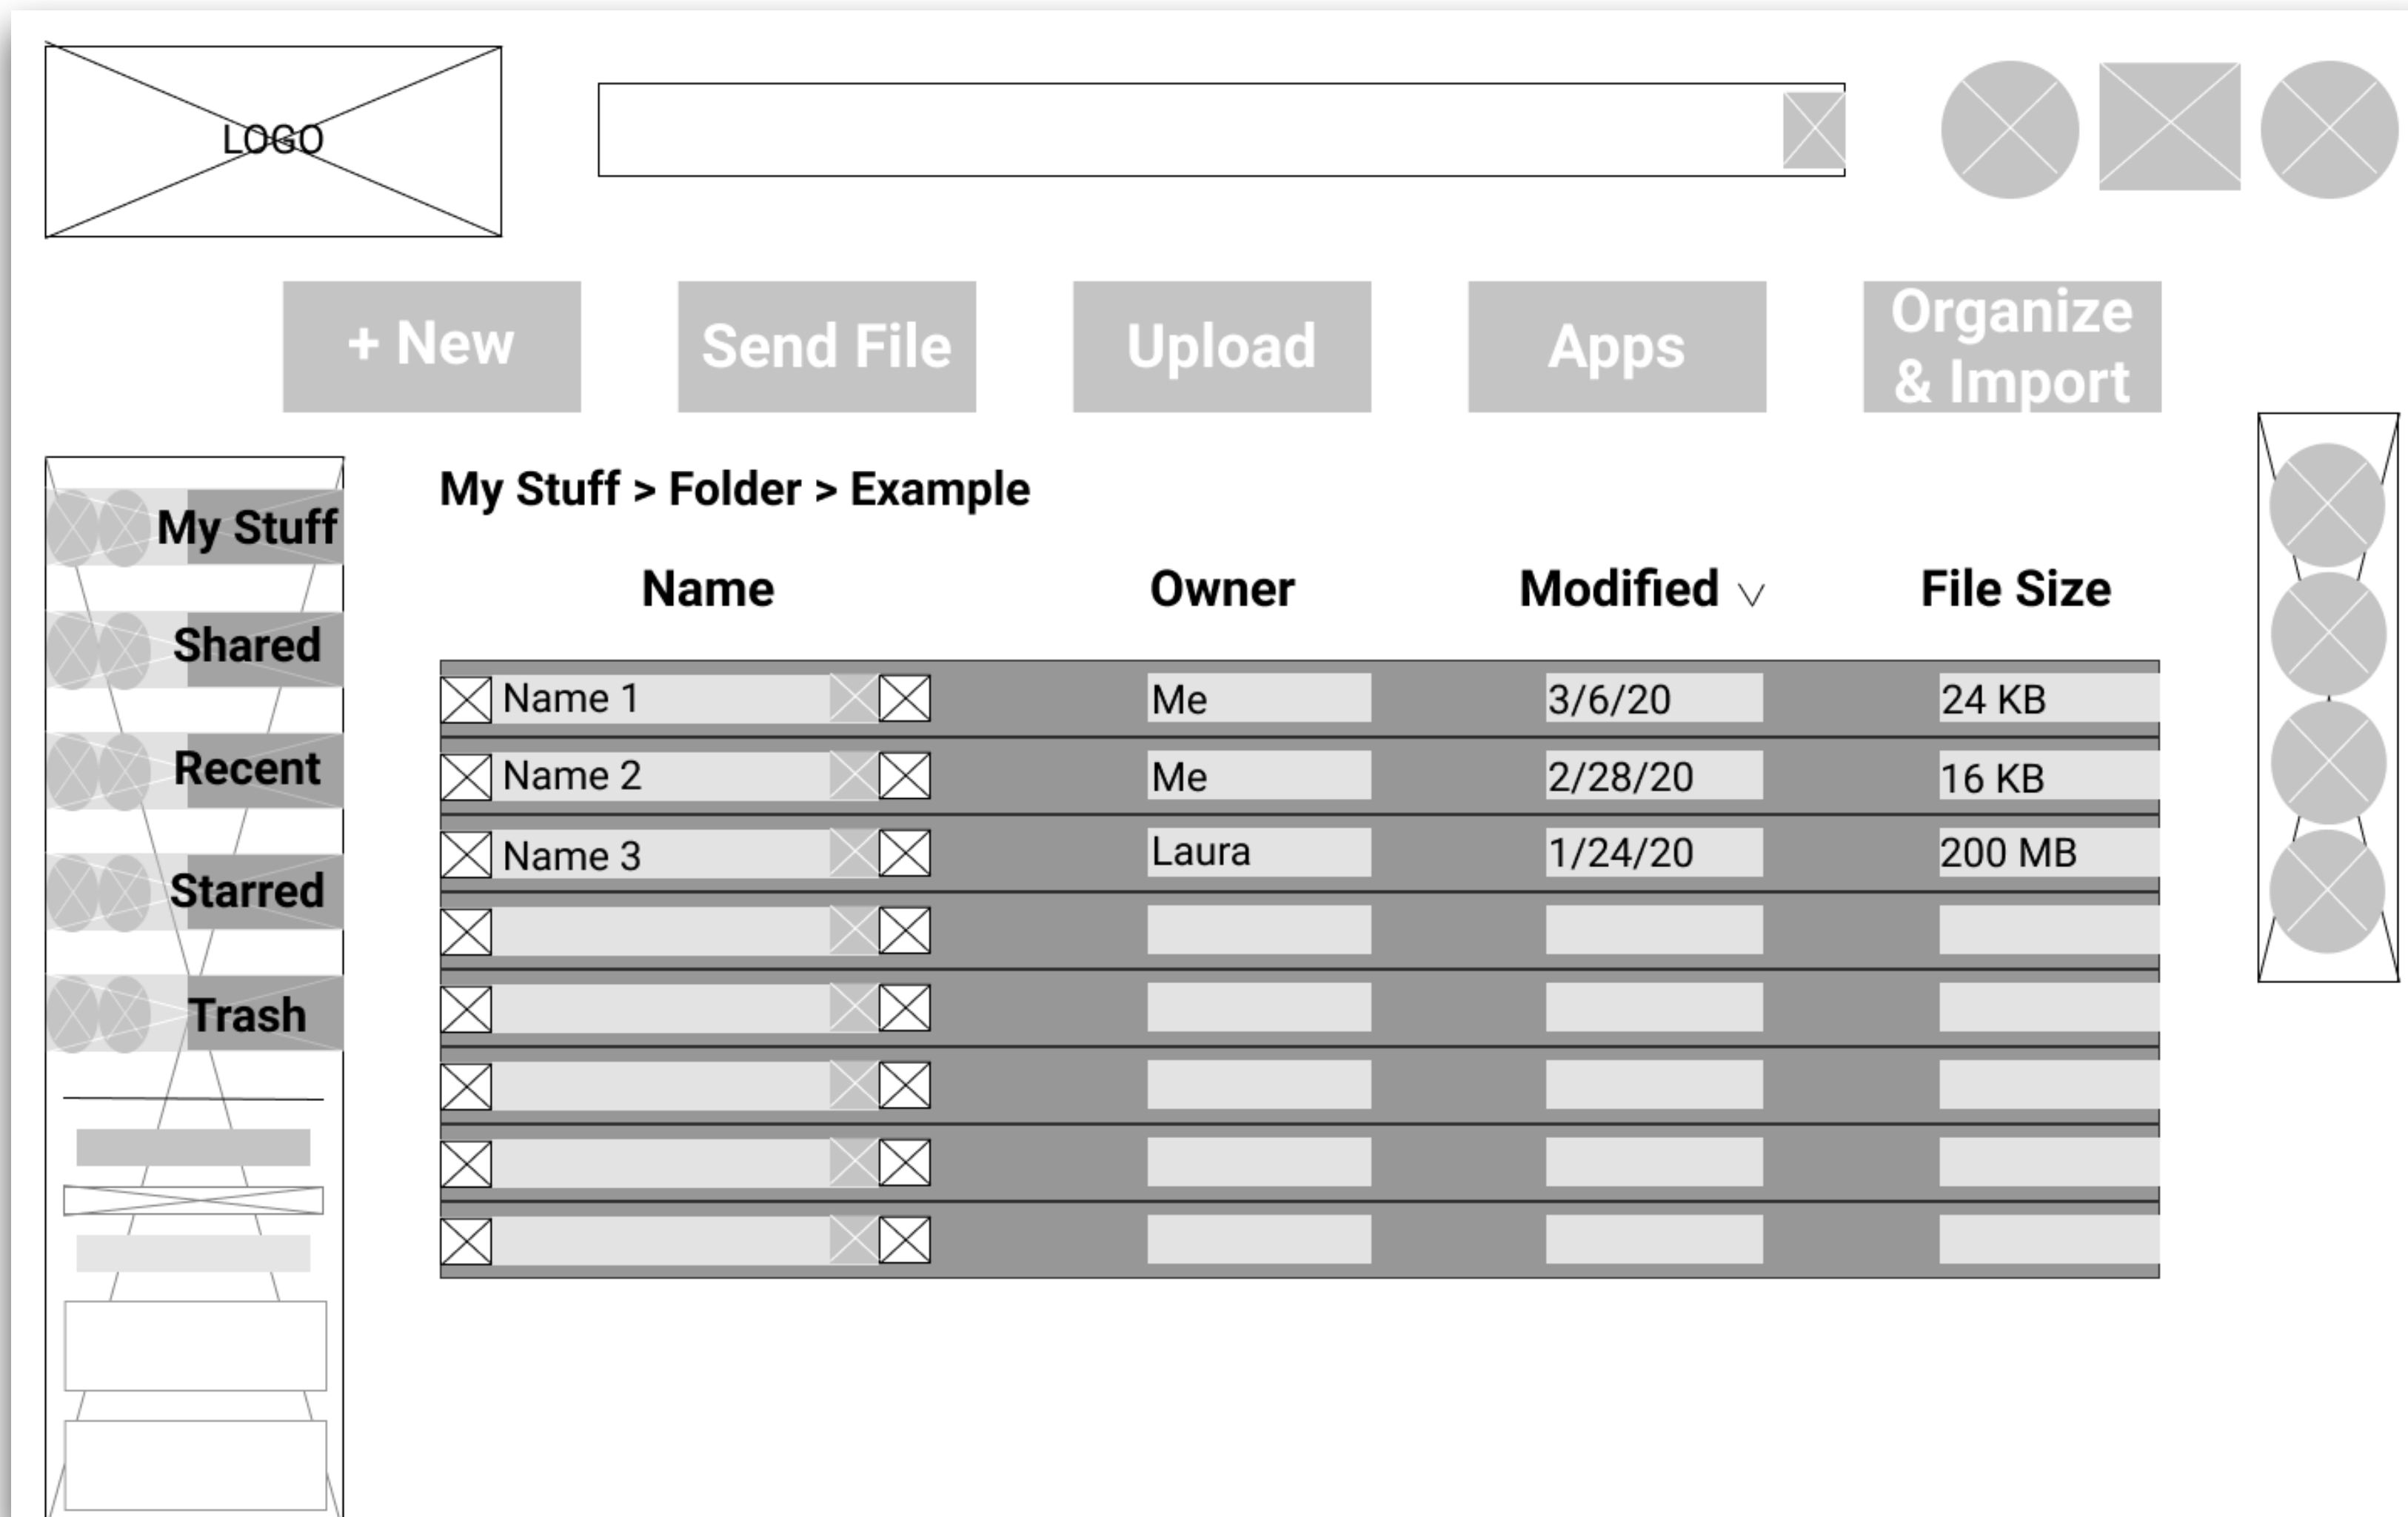 LOGO
+ New
Send File
Upload
Apps
Organize
& Import
My Stuff
Shared
Recent
Starred
Trash
My Stuff > Folder > Example
Name Owner Modified File Size
Name 1 Me 3/6/20 24 KB
Name 2 Me 2/28/20 16 KB
Name 3 Laura 1/24/20 200 MB